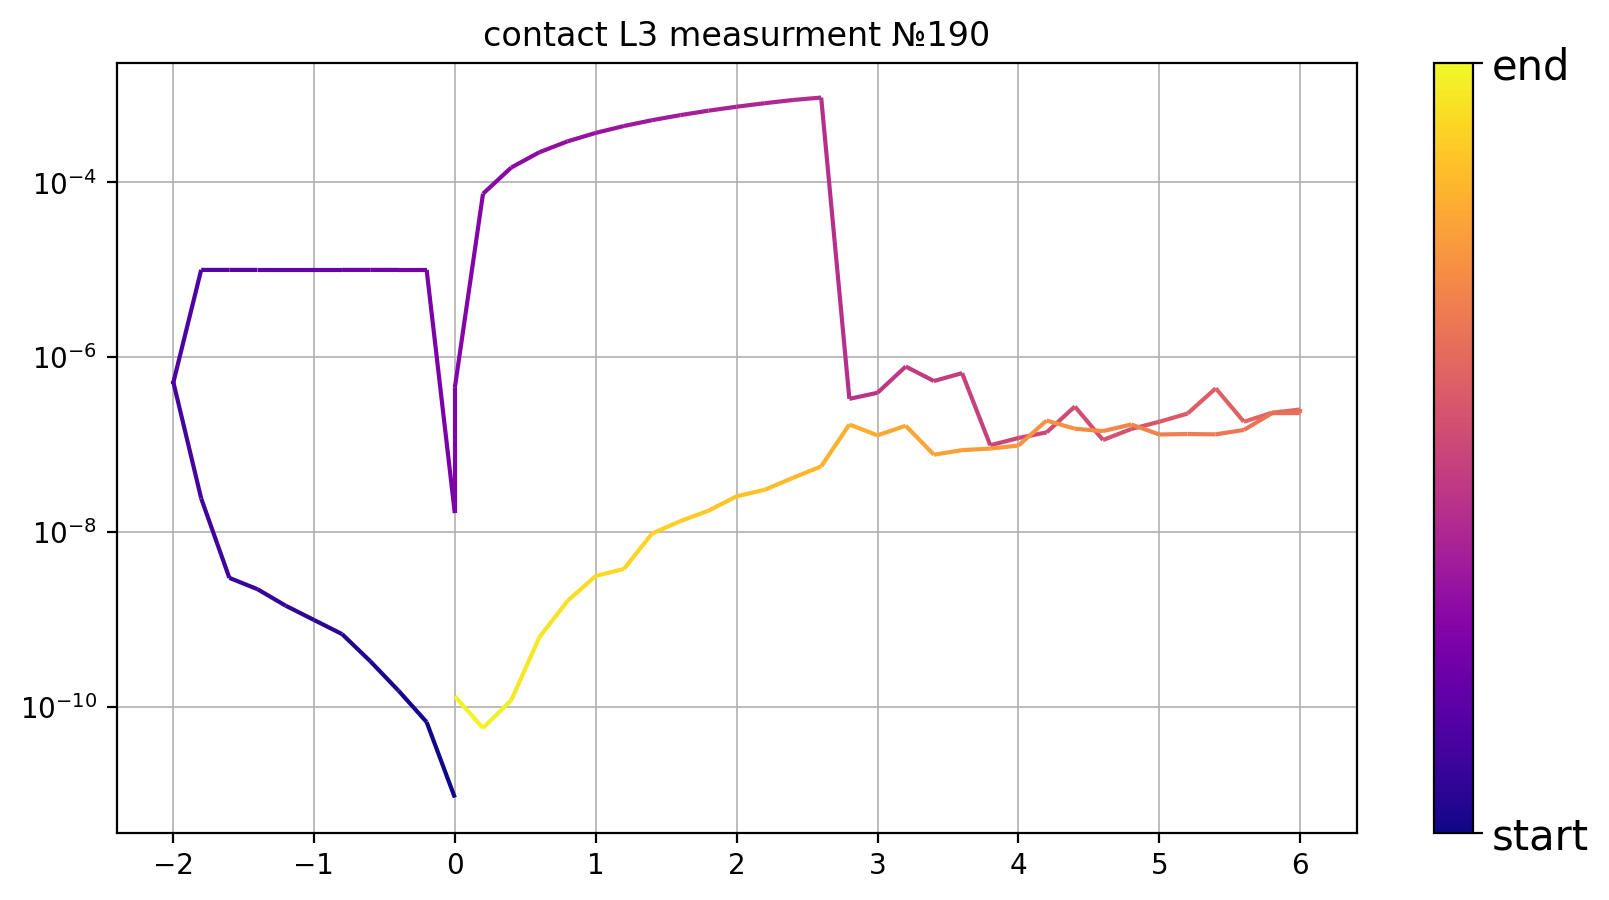 contact L3 measurment №190
10⁻⁴
10⁻⁶
10⁻⁸
10⁻¹⁰
−2 −1 0 1 2 3 4 5 6
end
start